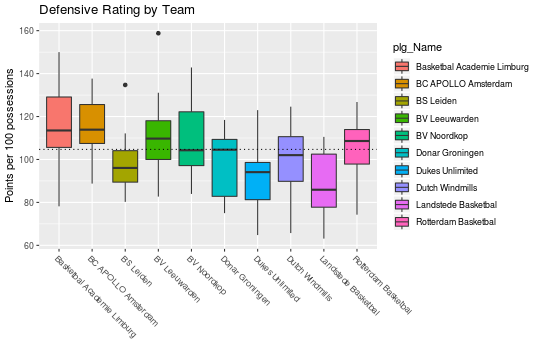 Defensive Rating by Team
Points per 100 possessions
160
140
120
100
80
60
Basketbal Academie Limburg
BC APOLLO Amsterdam
BS Leiden
BV Leeuwarden
BV Noordkop
Donar Groningen
Dukes Unlimited
Dutch Windmills
Landstede Basketbal
Rotterdam Basketbal
plg_Name
Basketbal Academie Limburg
BC APOLLO Amsterdam
BS Leiden
BV Leeuwarden
BV Noordkop
Donar Groningen
Dukes Unlimited
Dutch Windmills
Landstede Basketbal
Rotterdam Basketbal